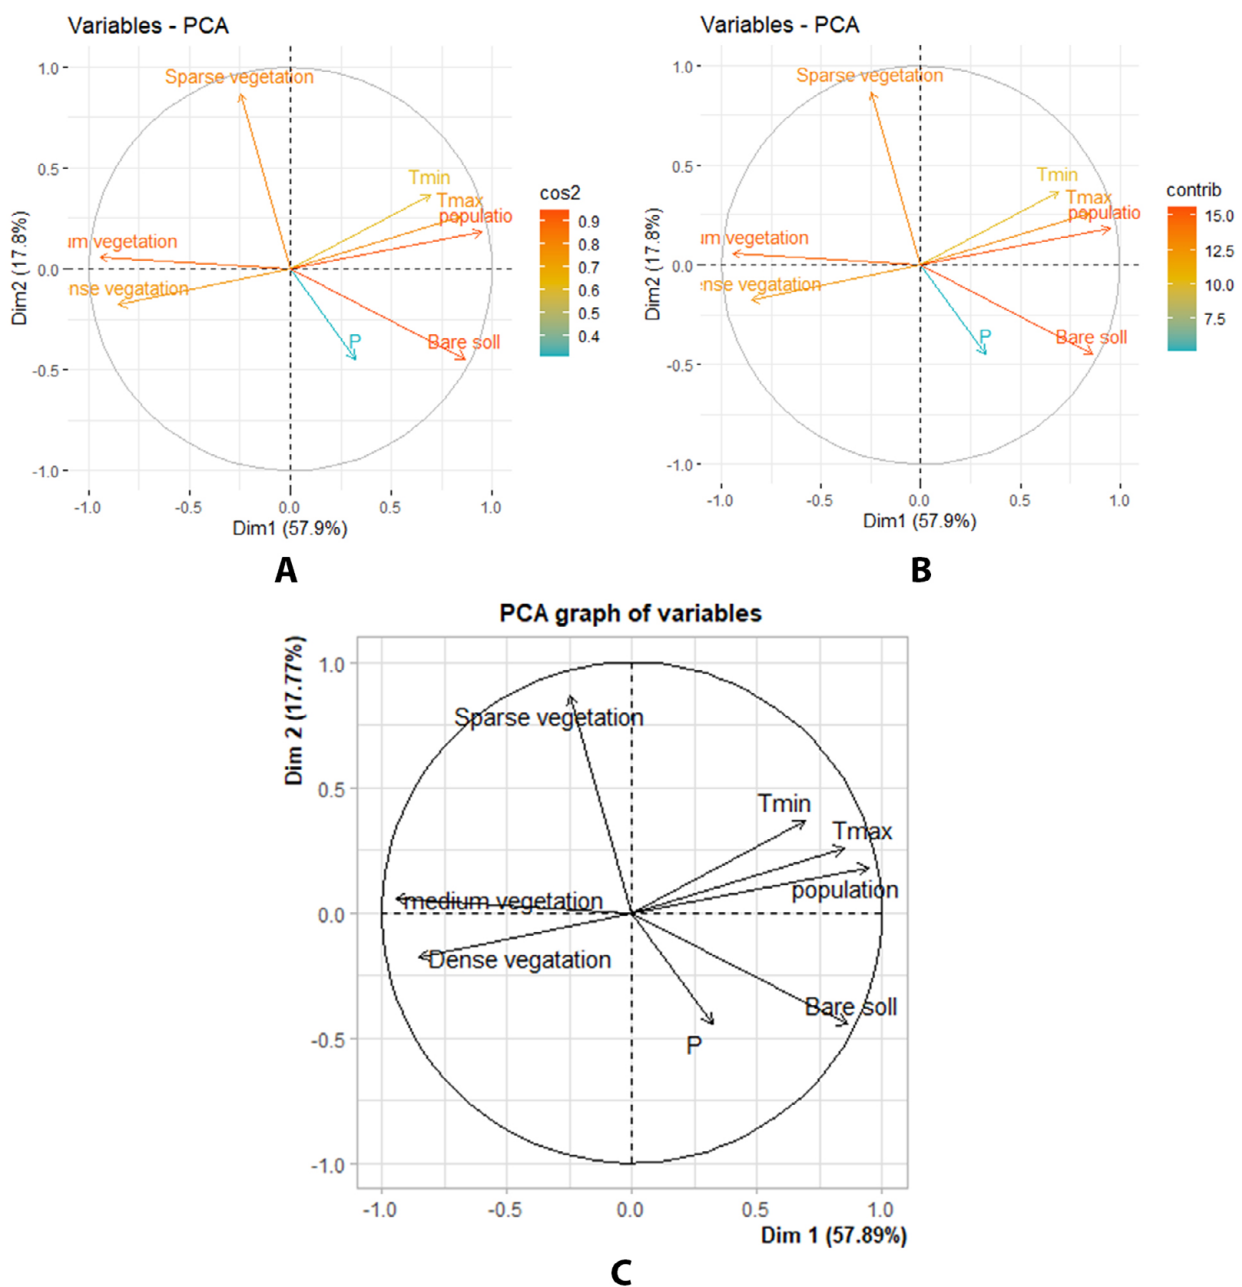 Variables - PCA
1.0
0.5
0.0
-0.5
-1.0
Dim2 (17.8%)
Sparse vegetation
Tmin
Tmax
populatio
um vegetation
nse vegatation
P
Bare soll
-1.0 -0.5 0.0 0.5 1.0
Dim1 (57.9%)
cos2
0.9
0.8
0.7
0.6
0.5
0.4
A
Variables - PCA
1.0
0.5
0.0
-0.5
-1.0
Dim2 (17.8%)
Sparse vegetation
Tmin
Tmax
populatio
um vegetation
ense vegatation
P
Bare soll
-1.0 -0.5 0.0 0.5 1.0
Dim1 (57.9%)
contrib
15.0
12.5
10.0
7.5
B
PCA graph of variables
Dim 2 (17.77%)
1.0
0.5
0.0
-0.5
-1.0
Sparse vegetation
Tmin
Tmax
population
medium vegetation
Dense vegatation
Bare soll
P
-1.0 -0.5 0.0 0.5 1.0
Dim 1 (57.89%)
C